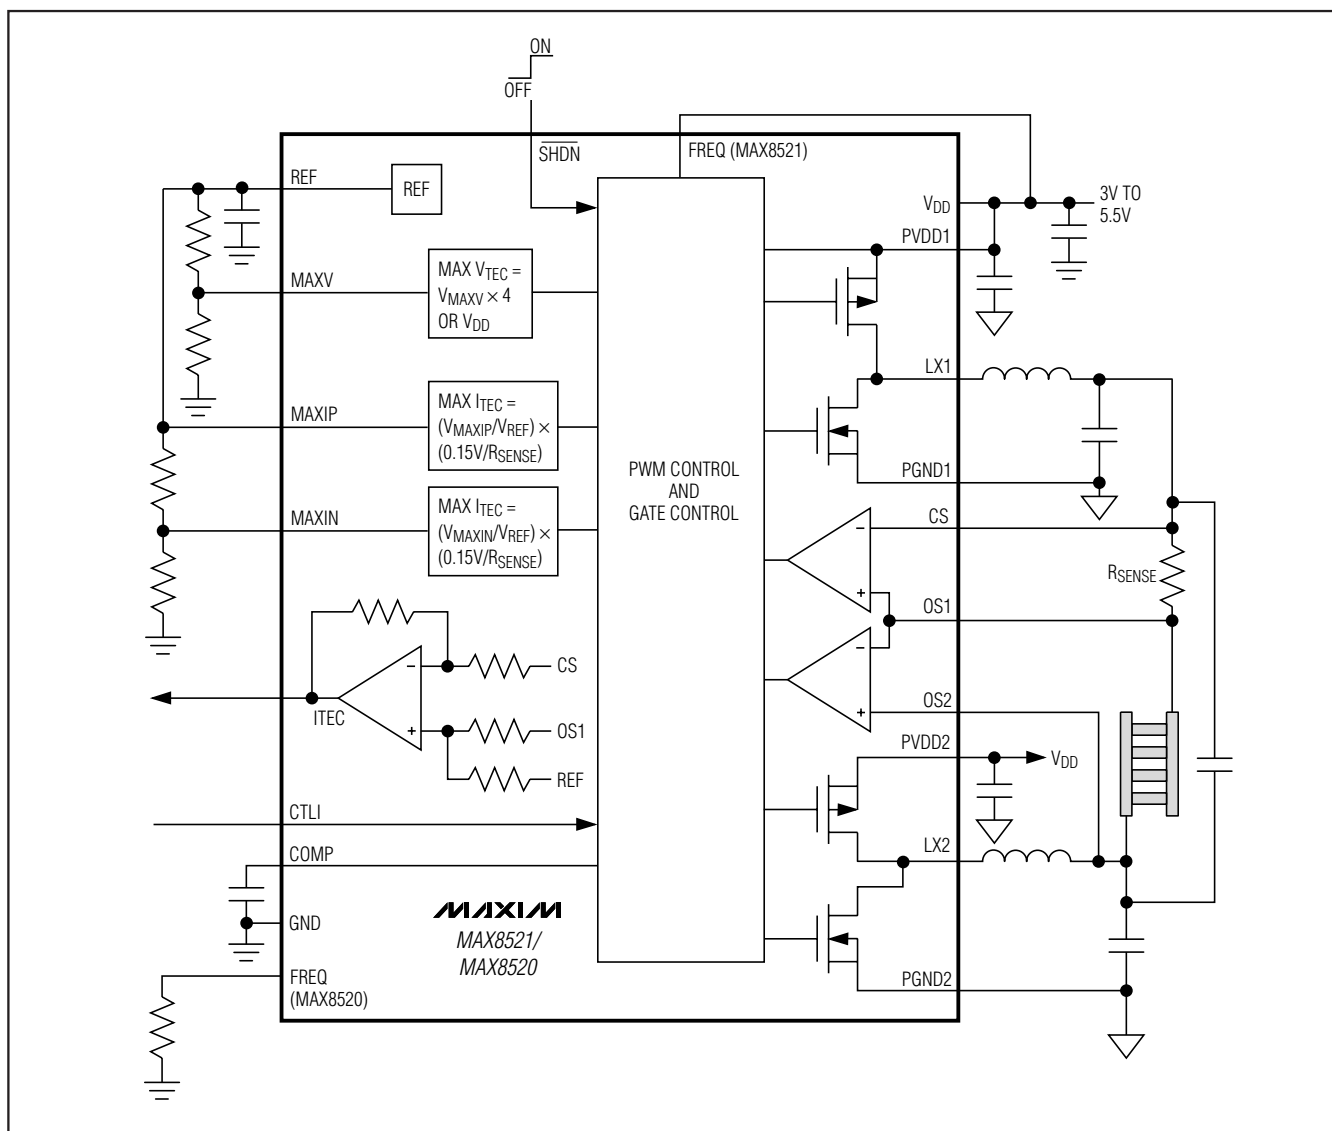 ON
OFF
SHDN
FREQ (MAX8521)
REF
REF
VDD
3V TO
5.5V
PVDD1
MAXV
MAX VTEC =
VMAXV × 4
OR VDD
LX1
MAXIP
MAX ITEC =
(VMAXIP/VREF) ×
(0.15V/RSENSE)
PWM CONTROL
AND
GATE CONTROL
PGND1
MAXIN
MAX ITEC =
(VMAXIN/VREF) ×
(0.15V/RSENSE)
CS
-
+
RSENSE
OS1
-
+
OS2
-
CS
ITEC
+
OS1
REF
PVDD2
VDD
CTLI
COMP
LX2
GND
MAXIM
MAX8521/
MAX8520
FREQ
(MAX8520)
PGND2